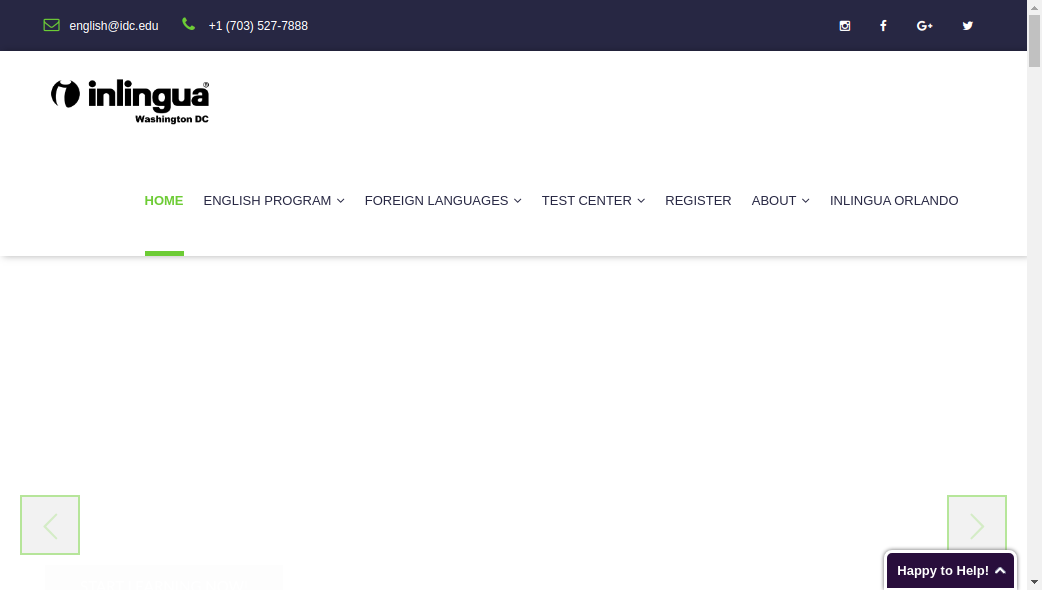 english@idc.edu +1 (703) 527-7888
inlingua®
Washington DC
HOME ENGLISH PROGRAM FOREIGN LANGUAGES TEST CENTER REGISTER ABOUT INLINGUA ORLANDO
Happy to Help!